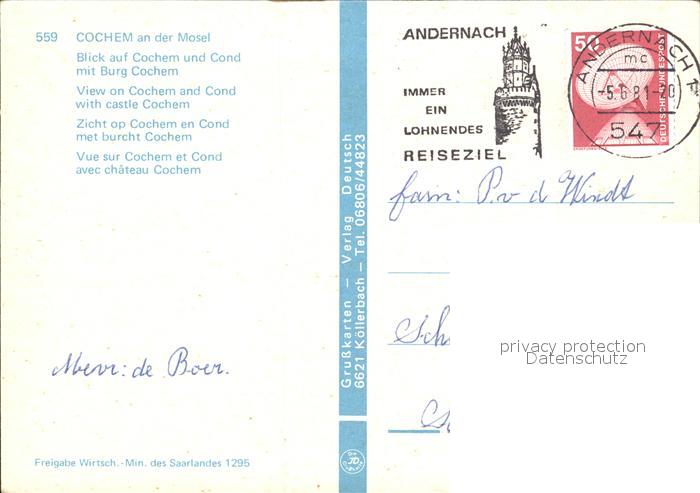 559 COCHEM an der Mosel
Blick auf Cochem und Cond
mit Burg Cochem
View on Cochem and Cond
with castle Cochem
Zicht op Cochem en Cond
met burcht Cochem
Vue sur Cochem et Cond
avec château Cochem
Mevr: de Boer.
Freigabe Wirtsch.-Min. des Saarlandes 1295
Grußkarten – Verlag Deutsch
6621 Köllerbach – Tel. 06806/44823
ANDERNACH
IMMER
EIN
LOHNENDES
REISEZIEL
50
DEUTSCHE BUNDESPOST
ANDERNACH
mc
-5.6.81-20
547
fam: P. v d Windt
Sch
privacy protection
Datenschutz